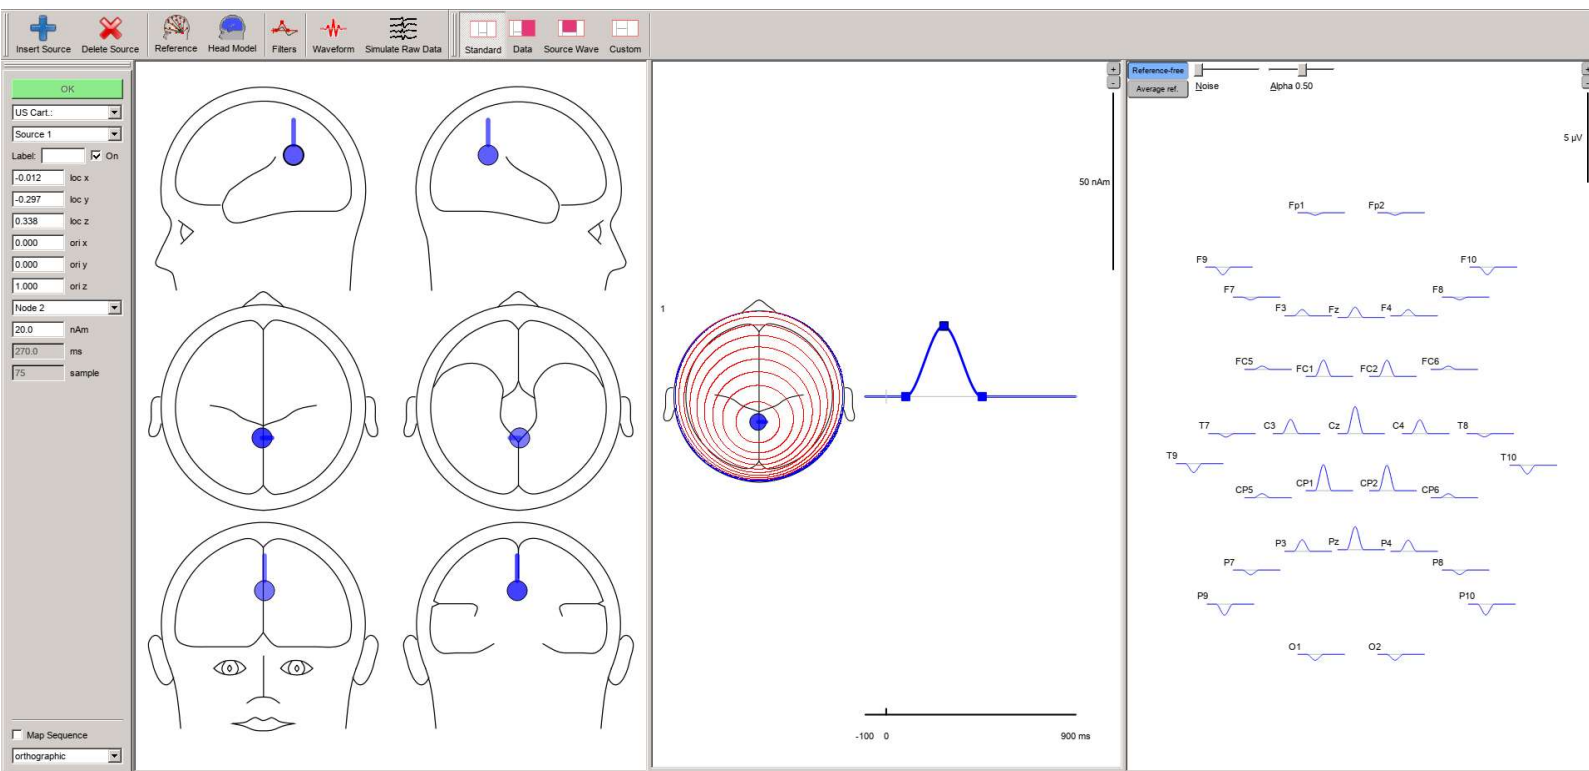 Insert Source Delete Source Reference Head Model Filters Waveform Simulate Raw Data Standard Data Source Wave Custom
OK
US Cart.:
Source 1
Label: On
-0.012 loc x
-0.297 loc y
0.338 loc z
0.000 ori x
0.000 ori y
1.000 ori z
Node 2
20.0 nAm
270.0 ms
75 sample
Map Sequence
orthographic
+
-
50 nAm
1
-100 0 900 ms
Reference-free
Average ref.
Noise
Alpha 0.50
+
-
5 µV
Fp1 Fp2
F9 F10
F7 F8
F3 Fz F4
FC5 FC1 FC2 FC6
T7 C3 Cz C4 T8
T9 T10
CP5 CP1 CP2 CP6
P3 Pz P4
P7 P8
P9 P10
O1 O2